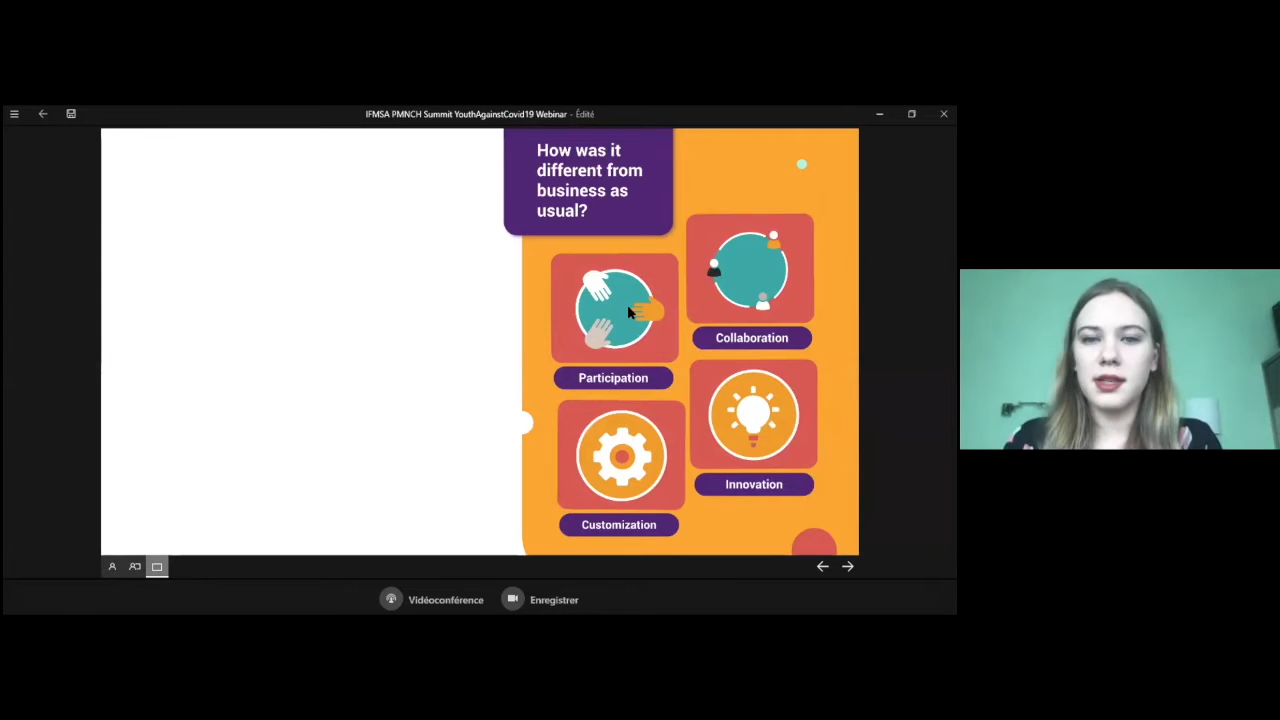 IFMSA PMNCH Summit YouthAgainstCovid19 Webinar - Édité
How was it
different from
business as
usual?
Collaboration
Participation
Innovation
Customization
Vidéoconférence
Enregistrer